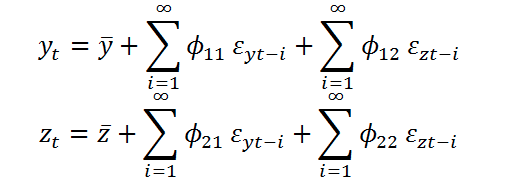 y_t = ȳ + ∑_{i=1}^{∞} ϕ_{11} ε_{yt−i} + ∑_{i=1}^{∞} ϕ_{12} ε_{zt−i}
z_t = z̄ + ∑_{i=1}^{∞} ϕ_{21} ε_{yt−i} + ∑_{i=1}^{∞} ϕ_{22} ε_{zt−i}